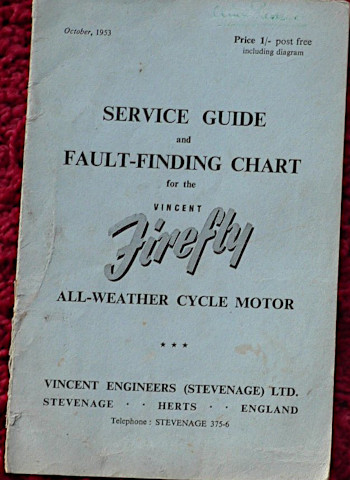 October, 1953
Price 1/- post free
including diagram
SERVICE GUIDE
and
FAULT-FINDING CHART
for the
VINCENT
Firefly
ALL-WEATHER CYCLE MOTOR
* * *
VINCENT ENGINEERS (STEVENAGE) LTD.
STEVENAGE · · HERTS · · ENGLAND
Telephone : STEVENAGE 375-6